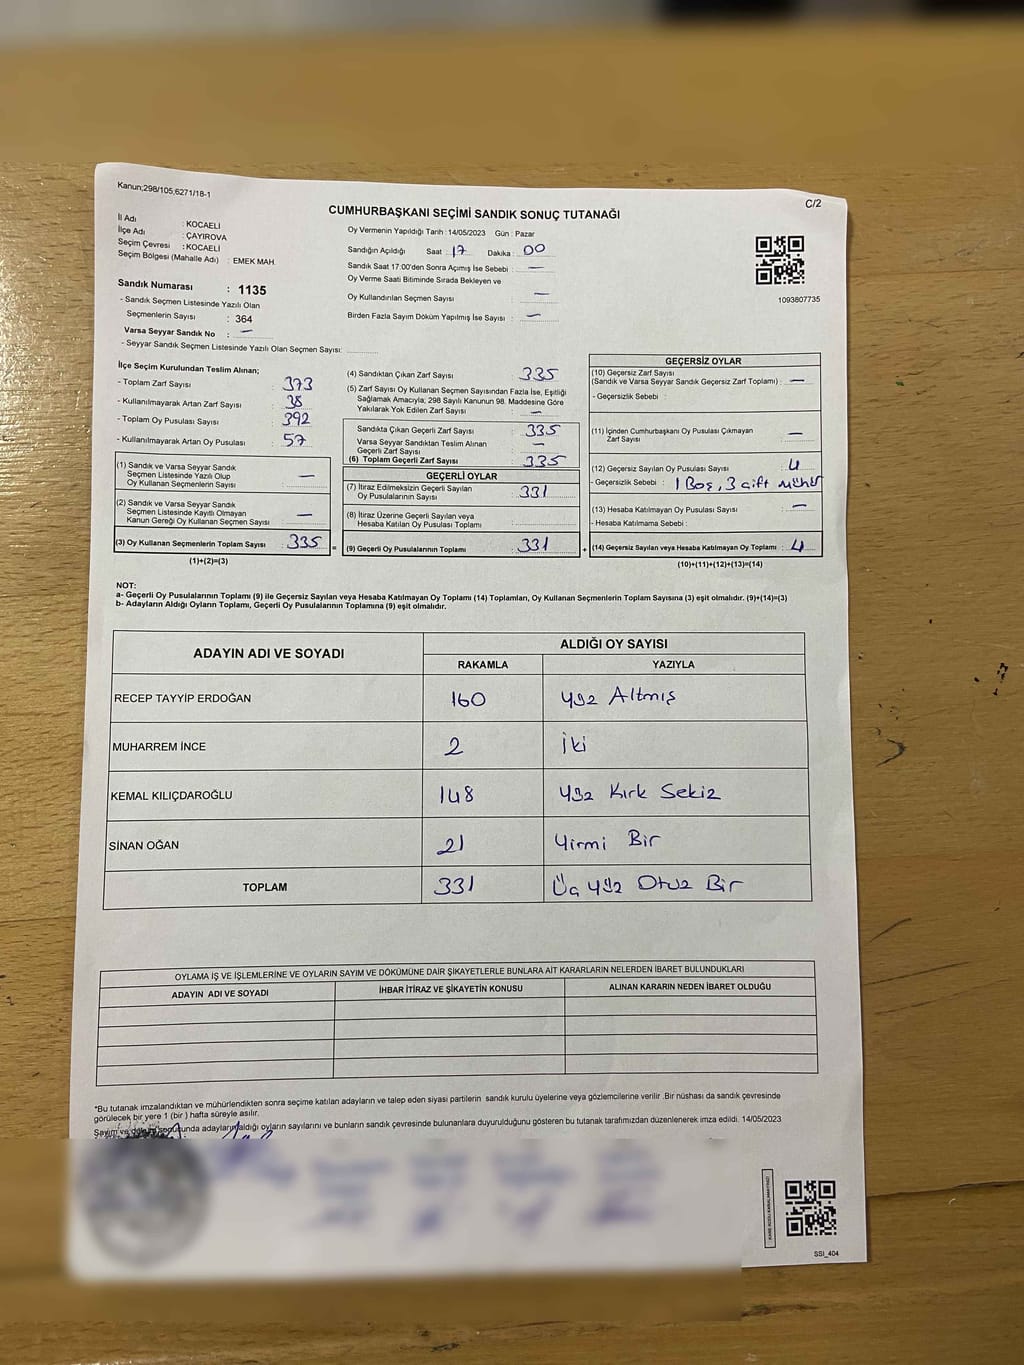 Kanun;298/105,6271/18-1
C/2
CUMHURBAŞKANI SEÇİMİ SANDIK SONUÇ TUTANAĞI
İl Adı : KOCAELİ
İlçe Adı : ÇAYIROVA
Seçim Çevresi : KOCAELİ
Seçim Bölgesi (Mahalle Adı) : EMEK MAH.
Sandık Numarası : 1135
- Sandık Seçmen Listesinde Yazılı Olan
Seçmenlerin Sayısı : 364
Varsa Seyyar Sandık No : —
- Seyyar Sandık Seçmen Listesinde Yazılı Olan Seçmen Sayısı:
Oy Vermenin Yapıldığı Tarih : 14/05/2023 Gün : Pazar
Sandığın Açıldığı Saat : 17 Dakika : 00
Sandık Saat 17:00'den Sonra Açımış İse Sebebi : —
Oy Verme Saati Bitiminde Sırada Bekleyen ve
Oy Kullandırılan Seçmen Sayısı : —
Birden Fazla Sayım Döküm Yapılmış İse Sayısı : —
1093807735
İlçe Seçim Kurulundan Teslim Alınan;
- Toplam Zarf Sayısı : 373
- Kullanılmayarak Artan Zarf Sayısı : 38
- Toplam Oy Pusulası Sayısı : 392
- Kullanılmayarak Artan Oy Pusulası : 57
(1) Sandık ve Varsa Seyyar Sandık
Seçmen Listesinde Yazılı Olup
Oy Kullanan Seçmenlerin Sayısı : —
(2) Sandık ve Varsa Seyyar Sandık
Seçmen Listesinde Kayıtlı Olmayan
Kanun Gereği Oy Kullanan Seçmen Sayısı : —
(3) Oy Kullanan Seçmenlerin Toplam Sayısı : 335 =
(1)+(2)=(3)
(4) Sandıktan Çıkan Zarf Sayısı : 335
(5) Zarf Sayısı Oy Kullanan Seçmen Sayısından Fazla İse, Eşitliği
Sağlamak Amacıyla, 298 Sayılı Kanunun 98. Maddesine Göre
Yakılarak Yok Edilen Zarf Sayısı : —
Sandıkta Çıkan Geçerli Zarf Sayısı : 335
Varsa Seyyar Sandıktan Teslim Alınan
Geçerli Zarf Sayısı : —
(6) Toplam Geçerli Zarf Sayısı : 335
GEÇERLİ OYLAR
(7) İtiraz Edilmeksizin Geçerli Sayılan
Oy Pusulalarının Sayısı : 331
(8) İtiraz Üzerine Geçerli Sayılan veya
Hesaba Katılan Oy Pusulası Toplamı :
(9) Geçerli Oy Pusulalarının Toplamı : 331 +
GEÇERSİZ OYLAR
(10) Geçersiz Zarf Sayısı
(Sandık ve Varsa Seyyar Sandık Geçersiz Zarf Toplamı) : —
- Geçersizlik Sebebi :
(11) İçinden Cumhurbaşkanı Oy Pusulası Çıkmayan
Zarf Sayısı : —
(12) Geçersiz Sayılan Oy Pusulası Sayısı : 4
- Geçersizlik Sebebi : 1 Boş, 3 çift mühür
(13) Hesaba Katılmayan Oy Pusulası Sayısı : —
- Hesaba Katılmama Sebebi :
(14) Geçersiz Sayılan veya Hesaba Katılmayan Oy Toplamı : 4
(10)+(11)+(12)+(13)=(14)
NOT:
a- Geçerli Oy Pusulalarının Toplamı (9) ile Geçersiz Sayılan veya Hesaba Katılmayan Oy Toplamı (14) Toplamları, Oy Kullanan Seçmenlerin Toplam Sayısına (3) eşit olmalıdır. (9)+(14)=(3)
b- Adayların Aldığı Oyların Toplamı, Geçerli Oy Pusulalarının Toplamına (9) eşit olmalıdır.
ADAYIN ADI VE SOYADI ALDIĞI OY SAYISI
RAKAMLA YAZIYLA
RECEP TAYYİP ERDOĞAN 160 Yüz Altmış
MUHARREM İNCE 2 İki
KEMAL KILIÇDAROĞLU 148 Yüz Kırk Sekiz
SİNAN OĞAN 21 Yirmi Bir
TOPLAM 331 Üç Yüz Otuz Bir
OYLAMA İŞ VE İŞLEMLERİNE VE OYLARIN SAYIM VE DÖKÜMÜNE DAİR ŞİKAYETLERLE BUNLARA AİT KARARLARIN NELERDEN İBARET BULUNDUKLARI
ADAYIN ADI VE SOYADI İHBAR İTİRAZ VE ŞİKAYETİN KONUSU ALINAN KARARIN NEDEN İBARET OLDUĞU
*Bu tutanak imzalandıktan ve mühürlendikten sonra seçime katılan adayların ve talep eden siyasi partilerin sandık kurulu üyelerine veya gözlemcilerine verilir .Bir nüshası da sandık çevresinde
görülecek bir yere 1 (bir ) hafta süreyle asılır.
Sayım ve döküm sonucunda adayların aldığı oyların sayılarını ve bunların sandık çevresinde bulunanlara duyurulduğunu gösteren bu tutanak tarafımızdan düzenlenerek imza edildi. 14/05/2023
SSI_404